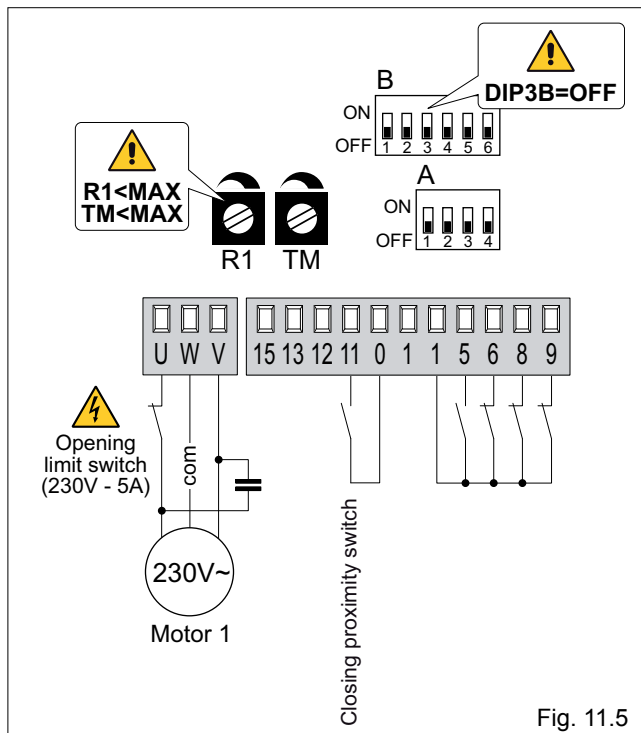 B
DIP3B=OFF
ON
OFF
1 2 3 4 5 6
A
ON
OFF
1 2 3 4
R1<MAX
TM<MAX
R1 TM
U W V
15 13 12 11 0 1 1 5 6 8 9
Opening
limit switch
(230V - 5A)
com
230V~
Motor 1
Closing proximity switch
Fig. 11.5